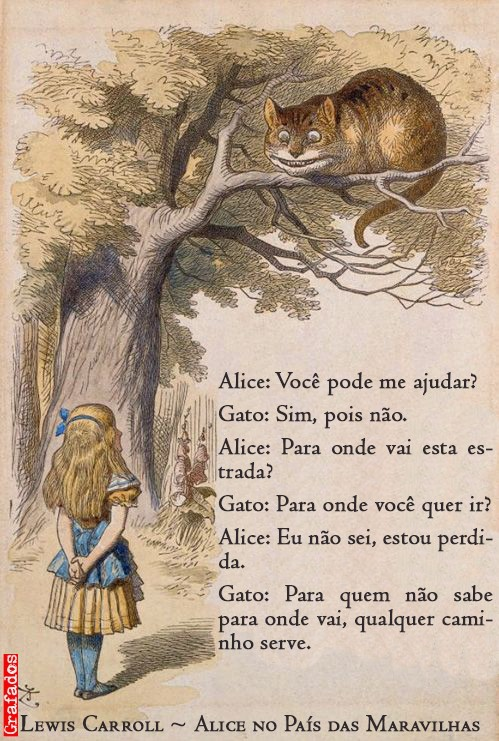 Alice: Você pode me ajudar?
Gato: Sim, pois não.
Alice: Para onde vai esta es-
trada?
Gato: Para onde você quer ir?
Alice: Eu não sei, estou perdi-
da.
Gato: Para quem não sabe
para onde vai, qualquer cami-
nho serve.
Grafados
Lewis Carroll ~ Alice no País das Maravilhas